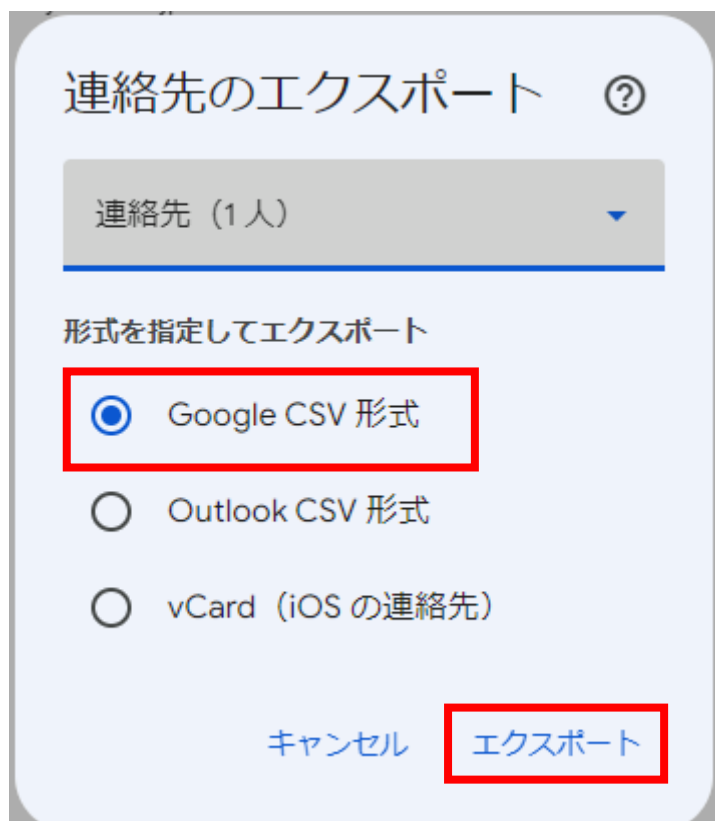 連絡先のエクスポート
連絡先（1 人）
形式を指定してエクスポート
Google CSV 形式
Outlook CSV 形式
vCard（iOS の連絡先）
キャンセル エクスポート